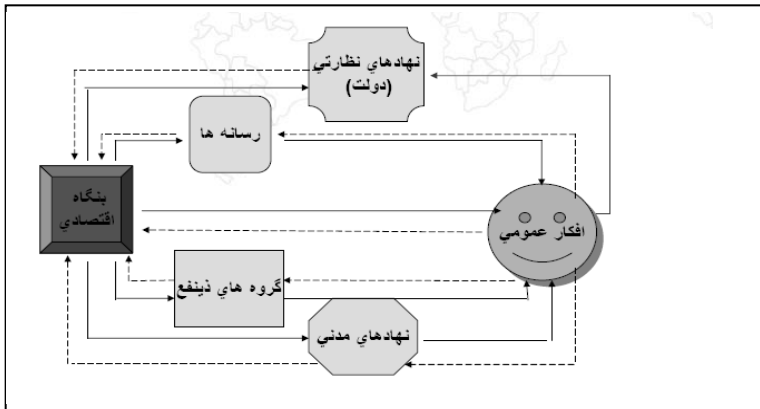 نهادهاي نظارتي
(دولت)
رسانه ها
بنگاه
اقتصادي
افكار عمومي
گروه هاي ذينفع
نهادهاي مدني